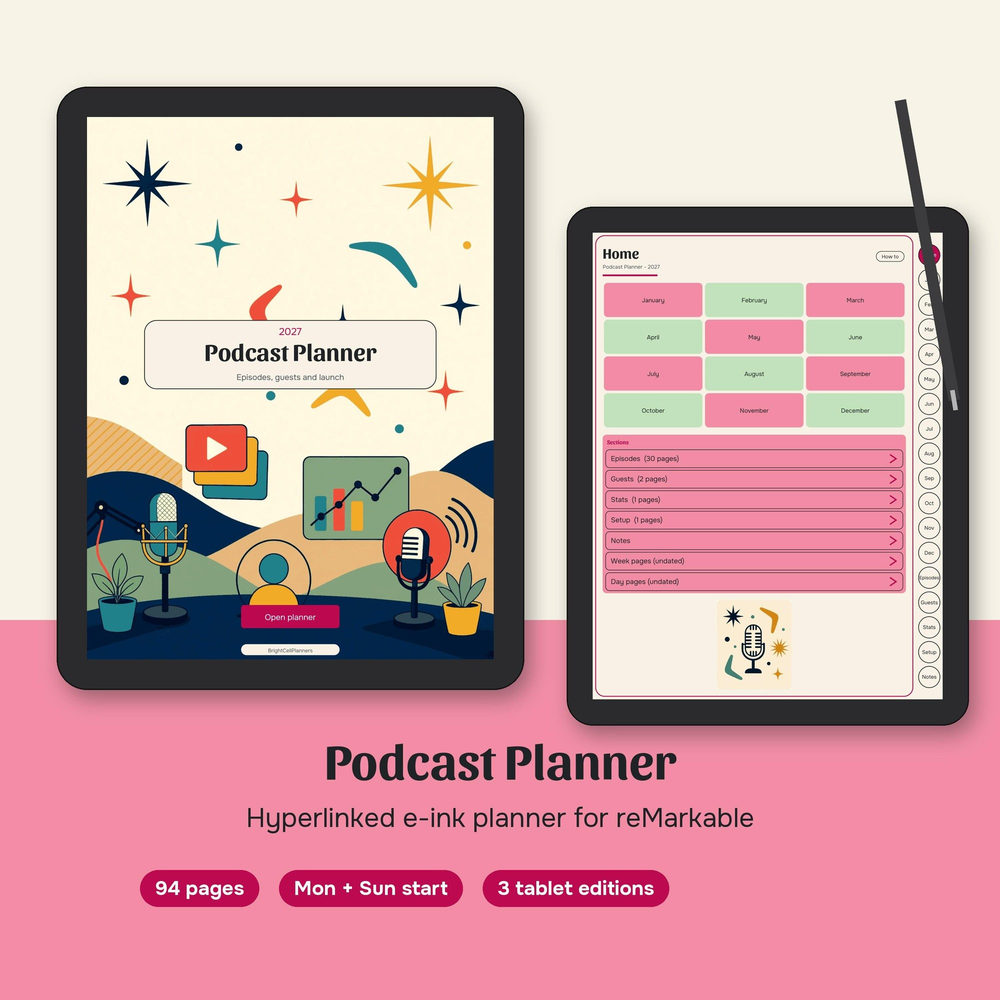 2027
Podcast Planner
Episodes, guests and launch
Open planner
BrightCellPlanners
Home
Podcast Planner - 2027
How to
January
February
March
April
May
June
July
August
September
October
November
December
Sections
Episodes (30 pages)
Guests (2 pages)
Stats (1 pages)
Setup (1 pages)
Notes
Week pages (undated)
Day pages (undated)
Mar
Apr
May
Jun
Jul
Aug
Sep
Oct
Nov
Dec
Episodes
Guests
Stats
Setup
Notes
Podcast Planner
Hyperlinked e-ink planner for reMarkable
94 pages
Mon + Sun start
3 tablet editions